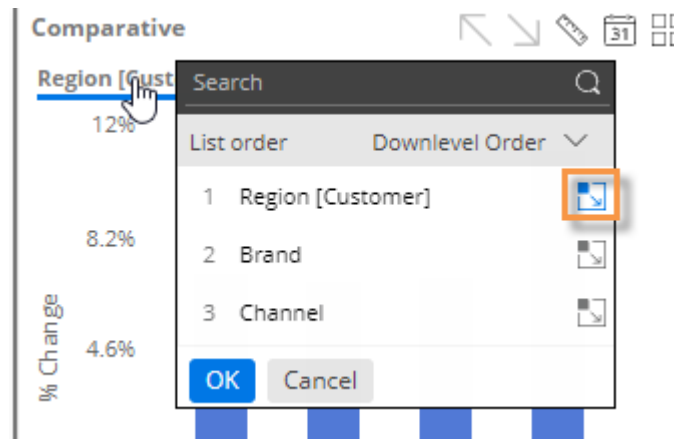 Comparative
31
Region [Cust
Search
12%
List order Downlevel Order
1 Region [Customer]
8.2%
2 Brand
3 Channel
% Change
4.6%
OK Cancel